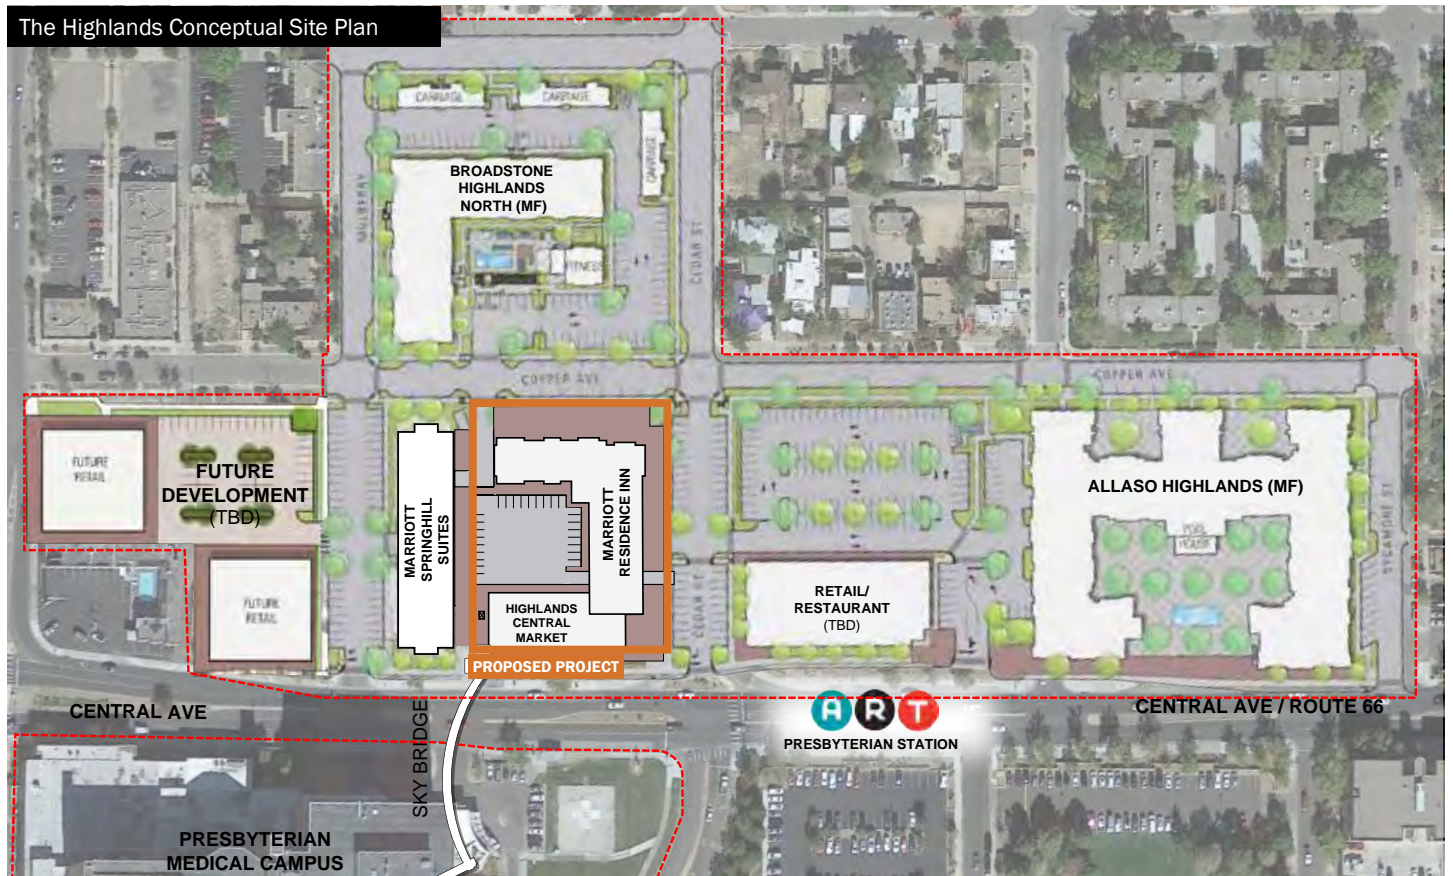 The Highlands Conceptual Site Plan
CARRIAGE
CARRIAGE
CARRIAGE
BROADSTONE
HIGHLANDS
NORTH (MF)
FITNESS
MULBERRY
CEDAR ST
COPPER AVE
COPPER AVE
FUTURE
RETAIL
FUTURE
DEVELOPMENT
(TBD)
FUTURE
RETAIL
MARRIOTT
SPRINGHILL
SUITES
MARRIOTT
RESIDENCE INN
HIGHLANDS
CENTRAL
MARKET
PROPOSED PROJECT
CEDAR ST
RETAIL/
RESTAURANT
(TBD)
ALLASO HIGHLANDS (MF)
POOL
HOUSE
SYCAMORE ST
CENTRAL AVE
SKY BRIDGE
ART
PRESBYTERIAN STATION
CENTRAL AVE / ROUTE 66
PRESBYTERIAN
MEDICAL CAMPUS